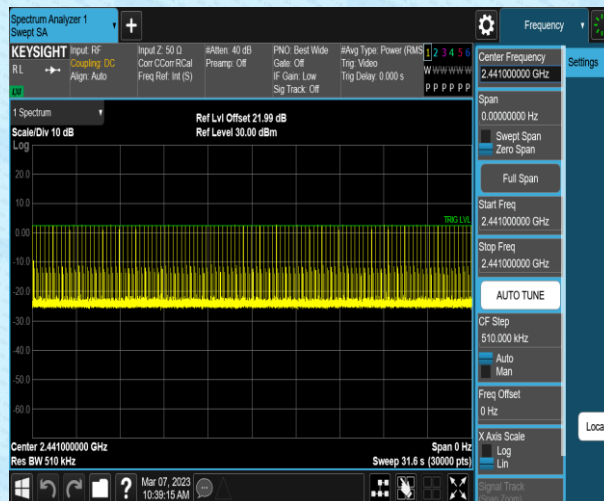 Spectrum Analyzer 1
Swept SA
Frequency
KEYSIGHT
RL
Input: RF
Coupling: DC
Align: Auto
Input Z: 50 Ω
Corr CCorr RCal
Freq Ref: Int (S)
#Atten: 40 dB
Preamp: Off
PNO: Best Wide
Gate: Off
IF Gain: Low
Sig Track: Off
#Avg Type: Power (RMS
Trig: Video
Trig Delay: 0.000 s
1 2 3 4 5 6
W W W W W W
P P P P P P
LXI
1 Spectrum
Scale/Div 10 dB
Ref Lvl Offset 21.99 dB
Ref Level 30.00 dBm
Log
20.0
10.0
0.00
-10.0
-20.0
-30.0
-40.0
-50.0
-60.0
TRIG LVL
Center 2.441000000 GHz
Res BW 510 kHz
Span 0 Hz
Sweep 31.6 s (30000 pts)
Mar 07, 2023
10:39:15 AM
Center Frequency
2.441000000 GHz
Settings
Span
0.00000000 Hz
Swept Span
Zero Span
Full Span
Start Freq
2.441000000 GHz
Stop Freq
2.441000000 GHz
AUTO TUNE
CF Step
510.000 kHz
Auto
Man
Freq Offset
0 Hz
X Axis Scale
Log
Lin
Signal Track
(Span Zoom)
Loca